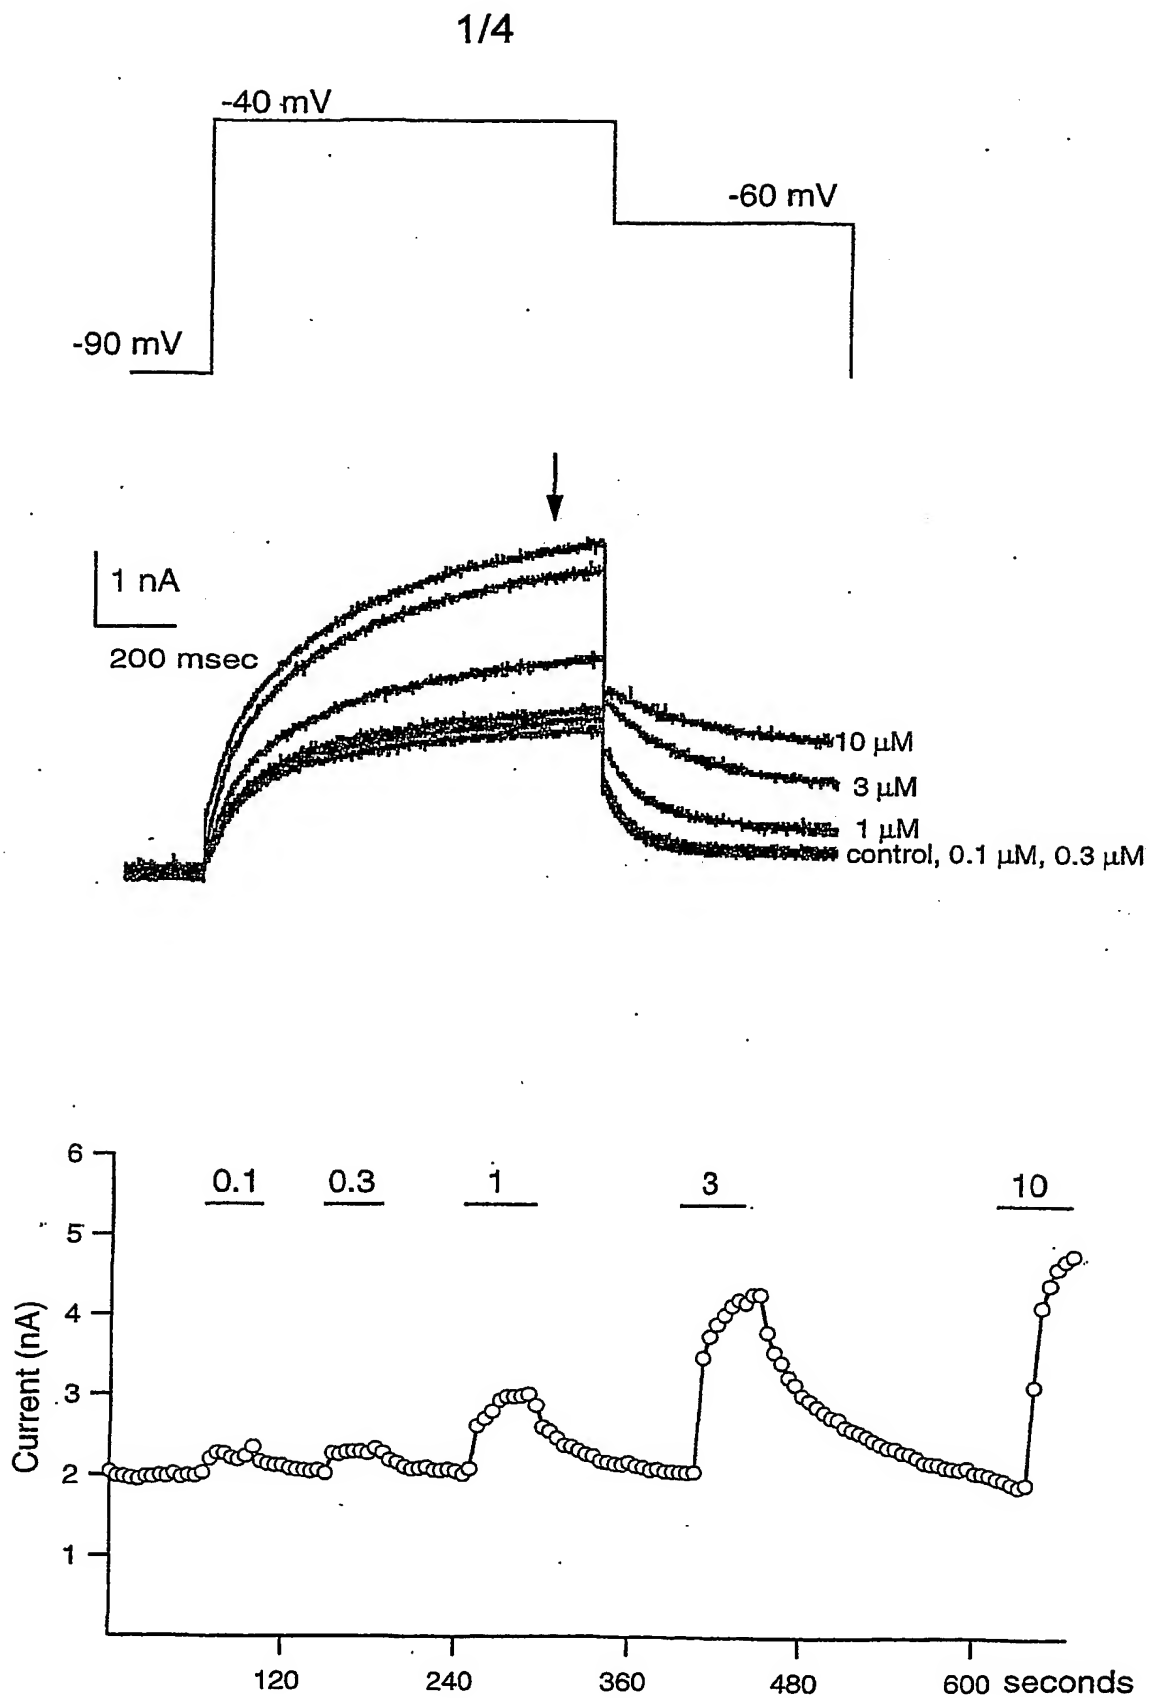 1/4
-40 mV
-60 mV
-90 mV
1 nA
200 msec
10 µM
3 µM
1 µM
control, 0.1 µM, 0.3 µM
6
5
4
3
2
1
Current (nA)
0.1
0.3
1
3
10
120
240
360
480
600 seconds